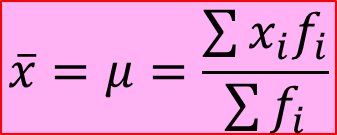 x̄ = μ = ∑ xᵢfᵢ / ∑ fᵢ